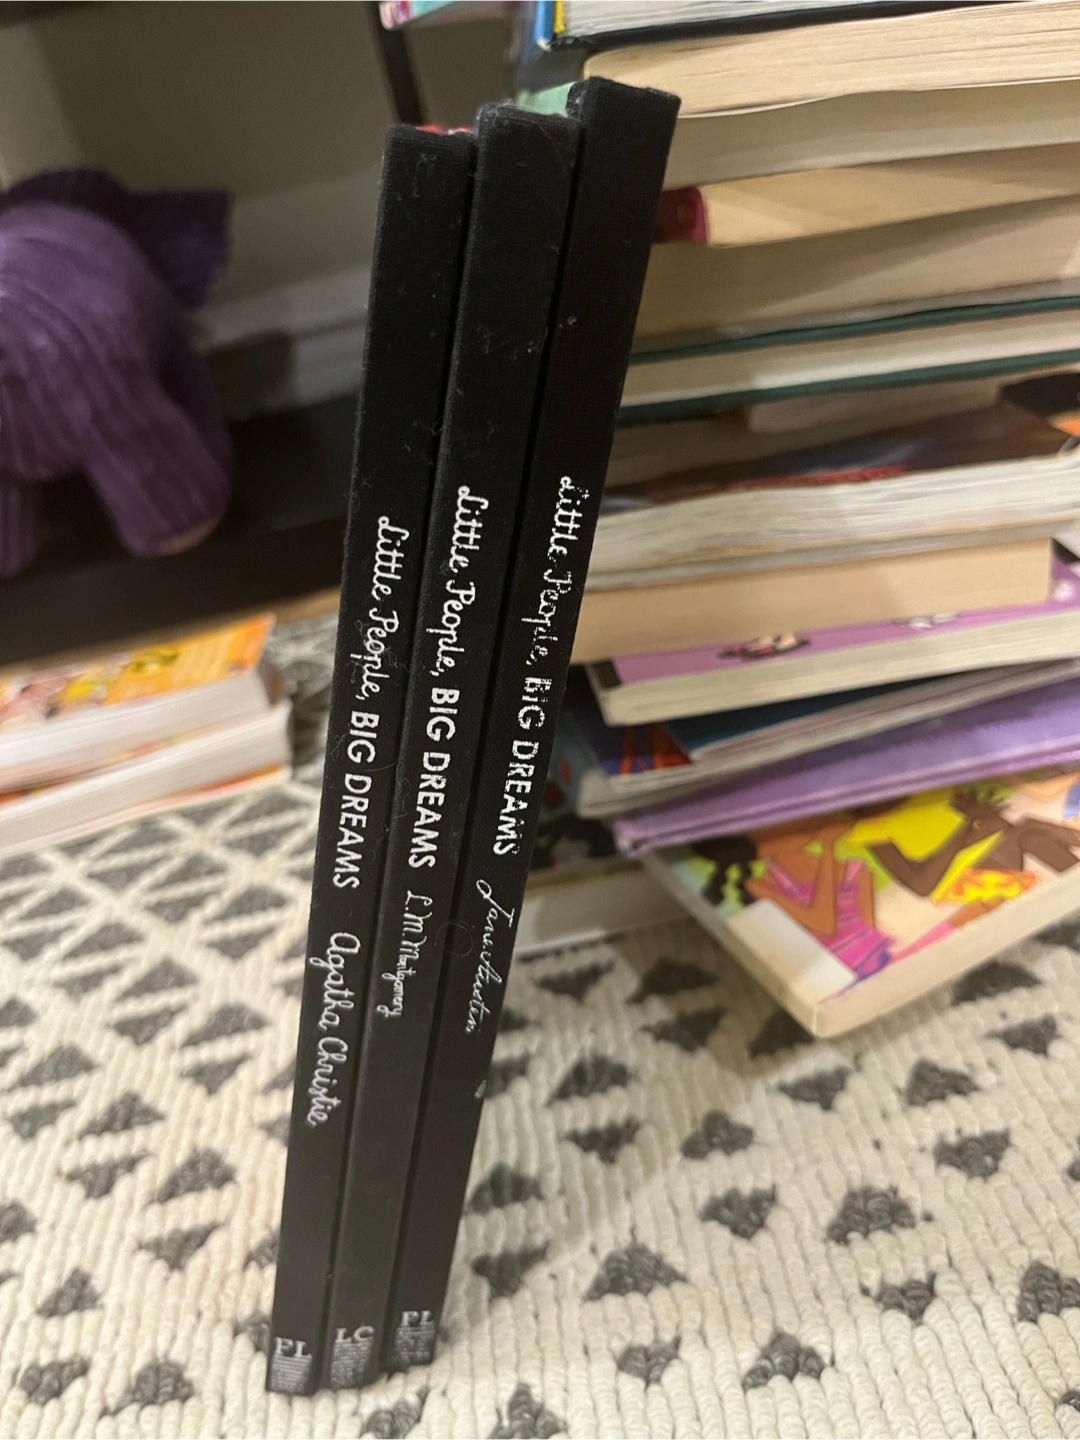 Little People, BIG DREAMS Agatha Christie
FL
Little People, BIG DREAMS L.M. Montgomery
LC
Little People, BIG DREAMS Jane Austen
FL